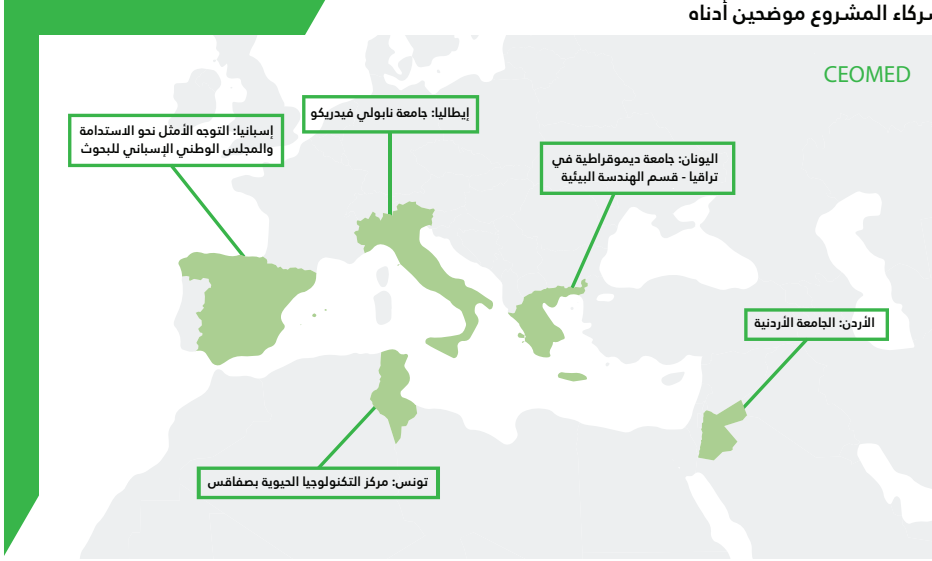 شركاء المشروع موضحين أدناه
CEOMED
إيطاليا: جامعة نابولي فيدريكو
إسبانيا: التوجه الأمثل نحو الاستدامة
والمجلس الوطني الإسباني للبحوث
اليونان: جامعة ديموقراطية في
تراقيا - قسم الهندسة البيئية
الأردن: الجامعة الأردنية
تونس: مركز التكنولوجيا الحيوية بصفاقس